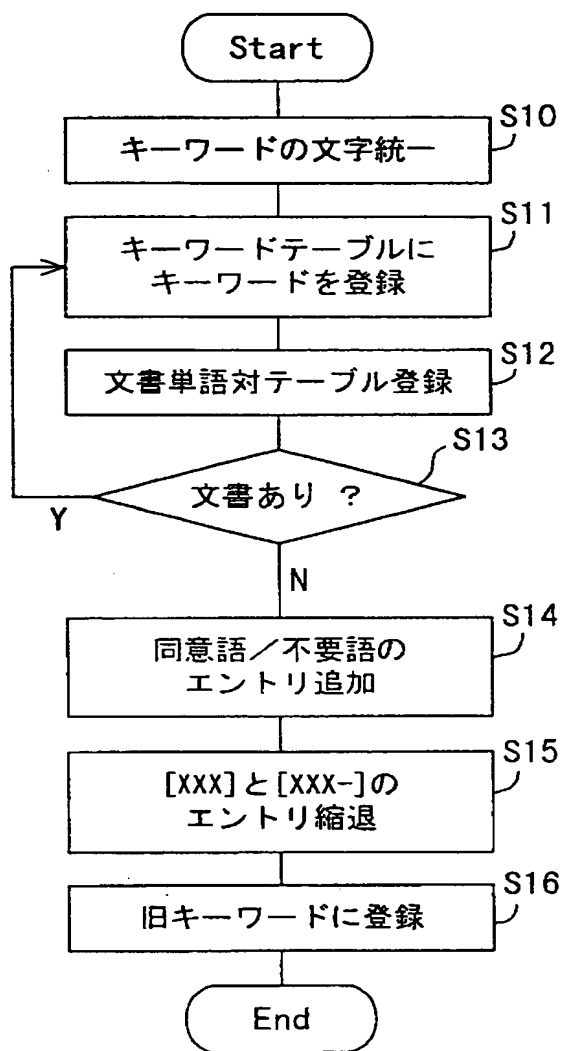 Start
S10
キーワードの文字統一
S11
キーワードテーブルに
キーワードを登録
S12
文書単語対テーブル登録
S13
文書あり ?
Y
N
S14
同意語／不要語の
エントリ追加
S15
[XXX]と[XXX-]の
エントリ縮退
S16
旧キーワードに登録
End